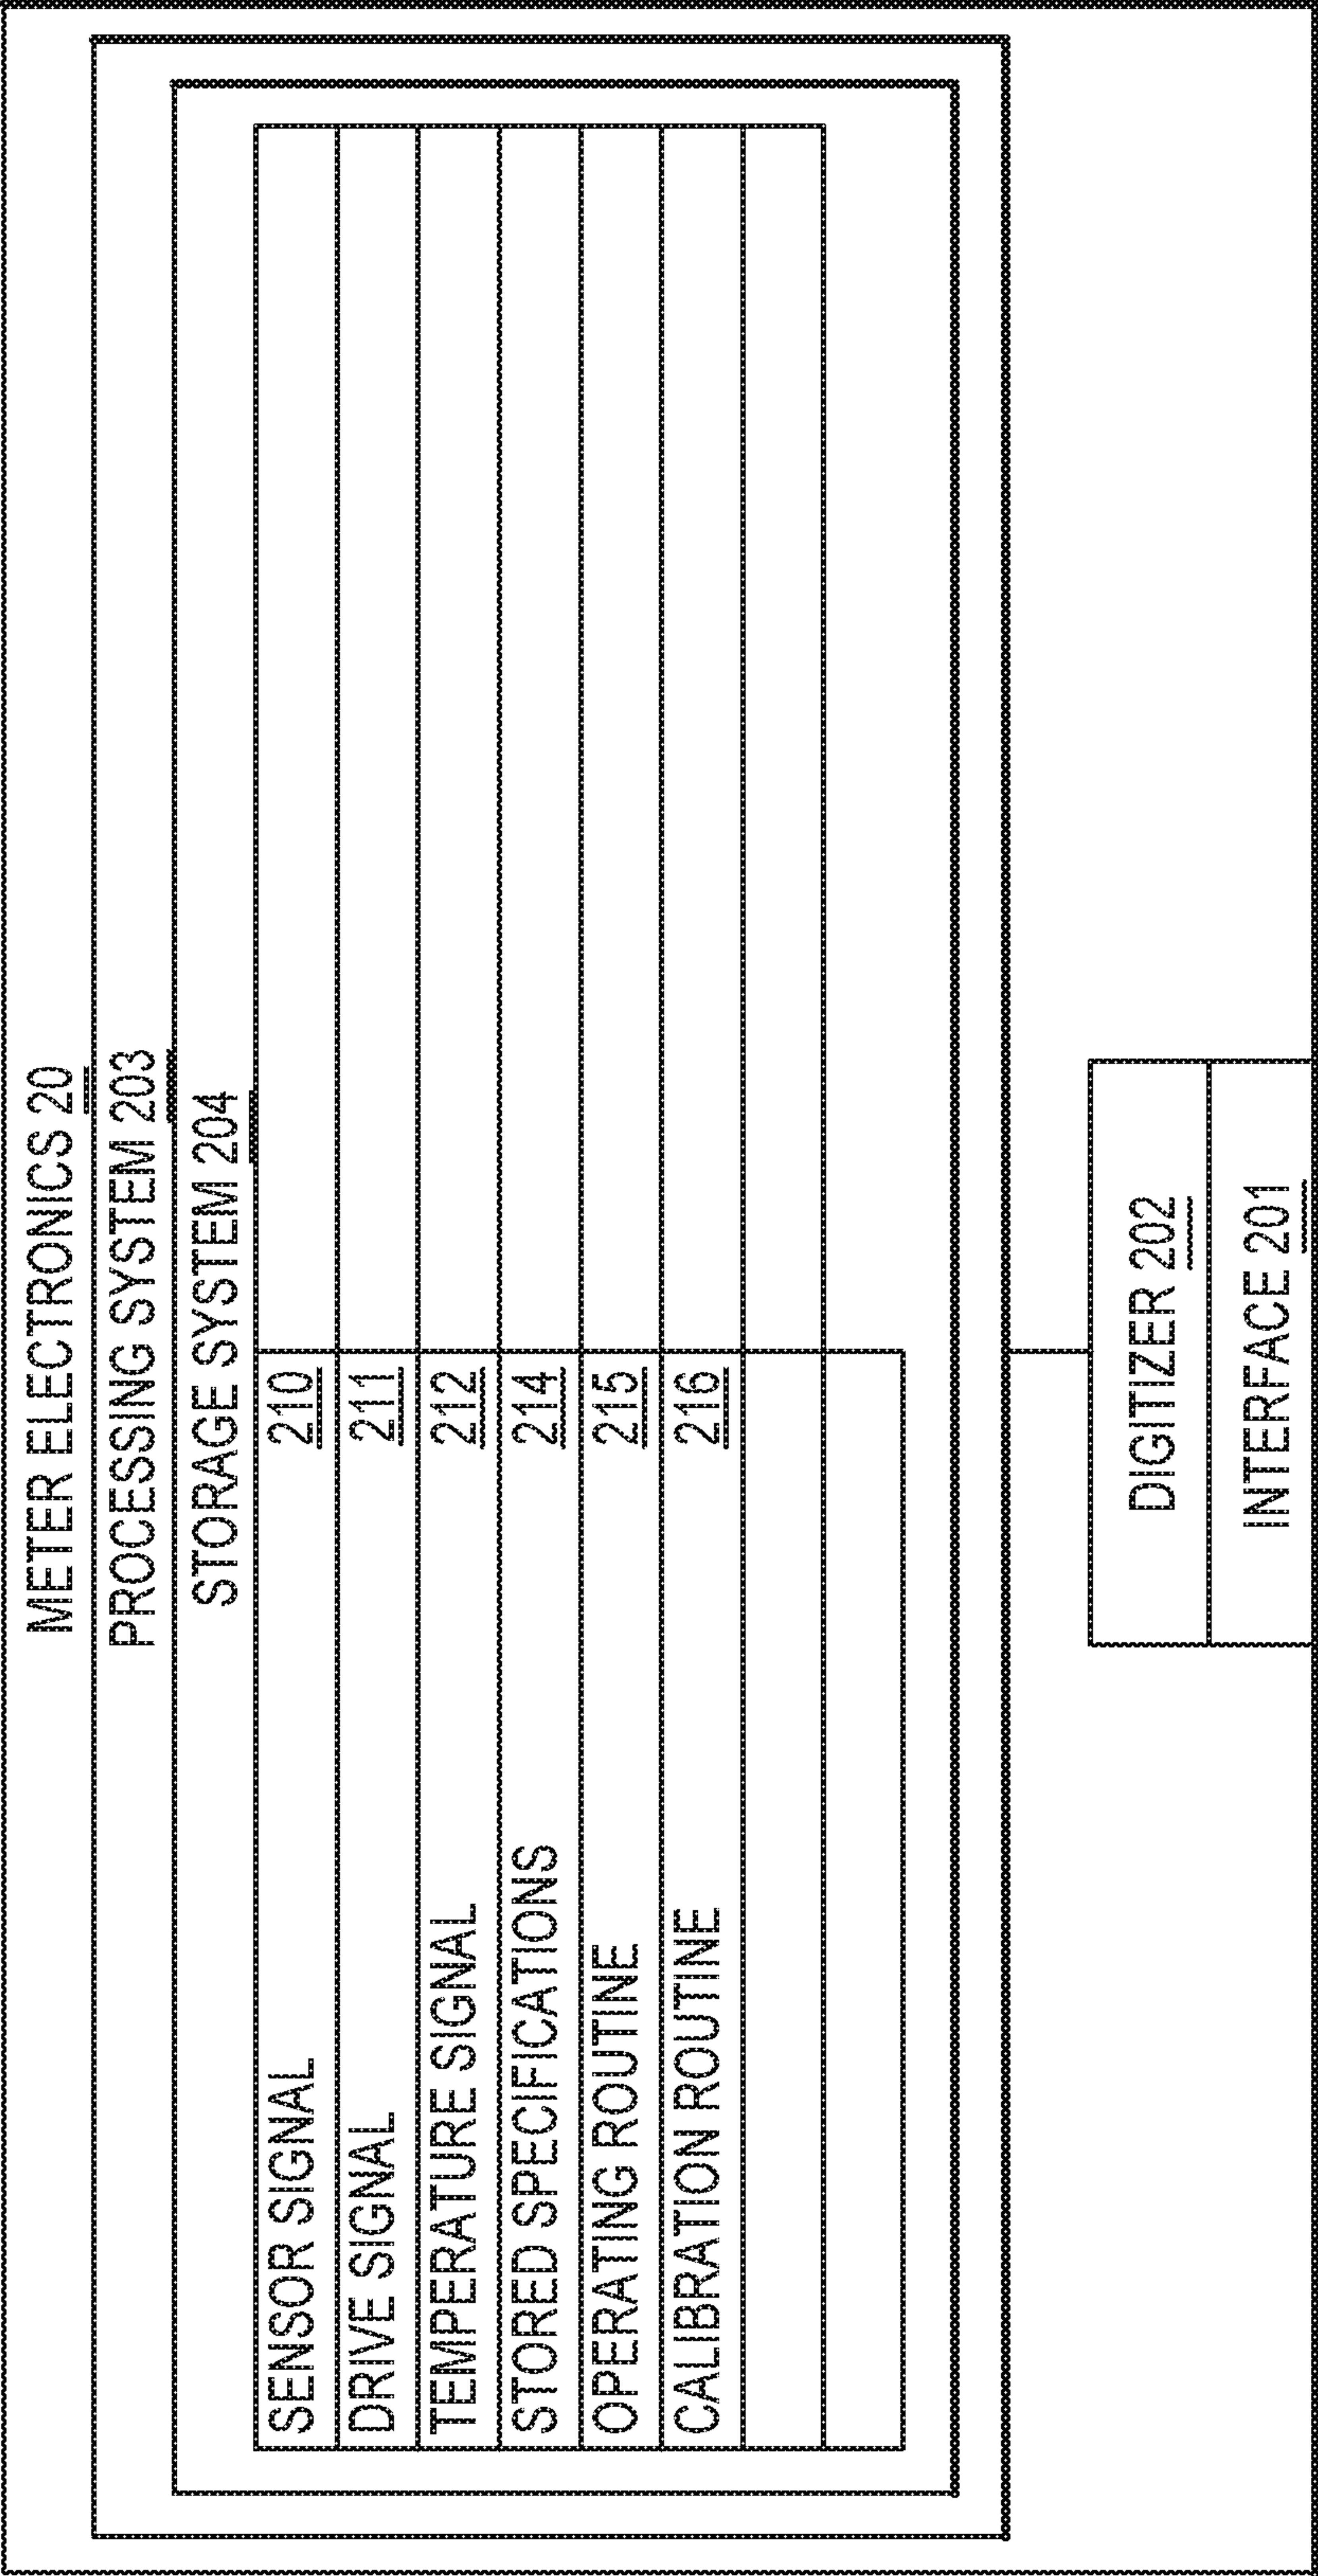 METER ELECTRONICS 20
PROCESSING SYSTEM 203
STORAGE SYSTEM 204
SENSOR SIGNAL 210
DRIVE SIGNAL 211
TEMPERATURE SIGNAL 212
STORED SPECIFICATIONS 214
OPERATING ROUTINE 215
CALIBRATION ROUTINE 216
DIGITIZER 202
INTERFACE 201